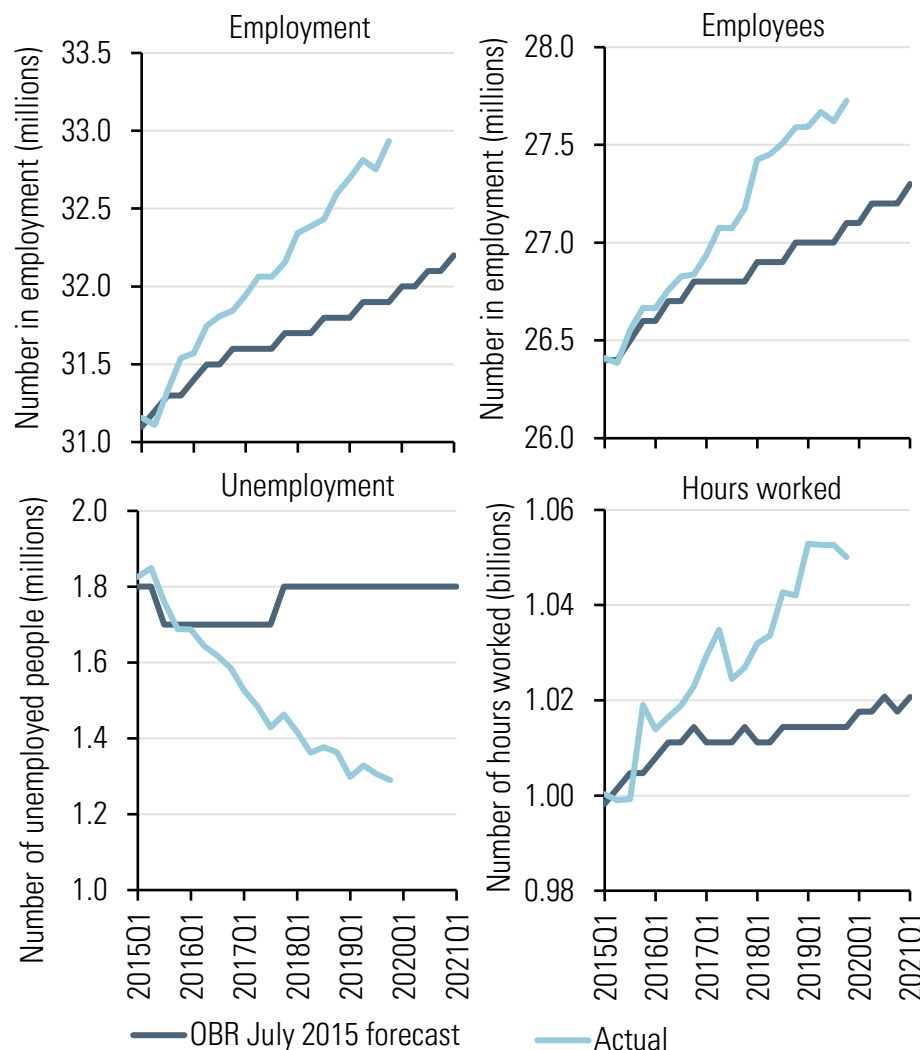 Employment
Number in employment (millions)
33.5
33.0
32.5
32.0
31.5
31.0
Employees
Number in employment (millions)
28.0
27.5
27.0
26.5
26.0
Unemployment
Number of unemployed people (millions)
2.0
1.8
1.6
1.4
1.2
1.0
2015Q1
2016Q1
2017Q1
2018Q1
2019Q1
2020Q1
2021Q1
Hours worked
Number of hours worked (billions)
1.06
1.04
1.02
1.00
0.98
2015Q1
2016Q1
2017Q1
2018Q1
2019Q1
2020Q1
2021Q1
OBR July 2015 forecast
Actual